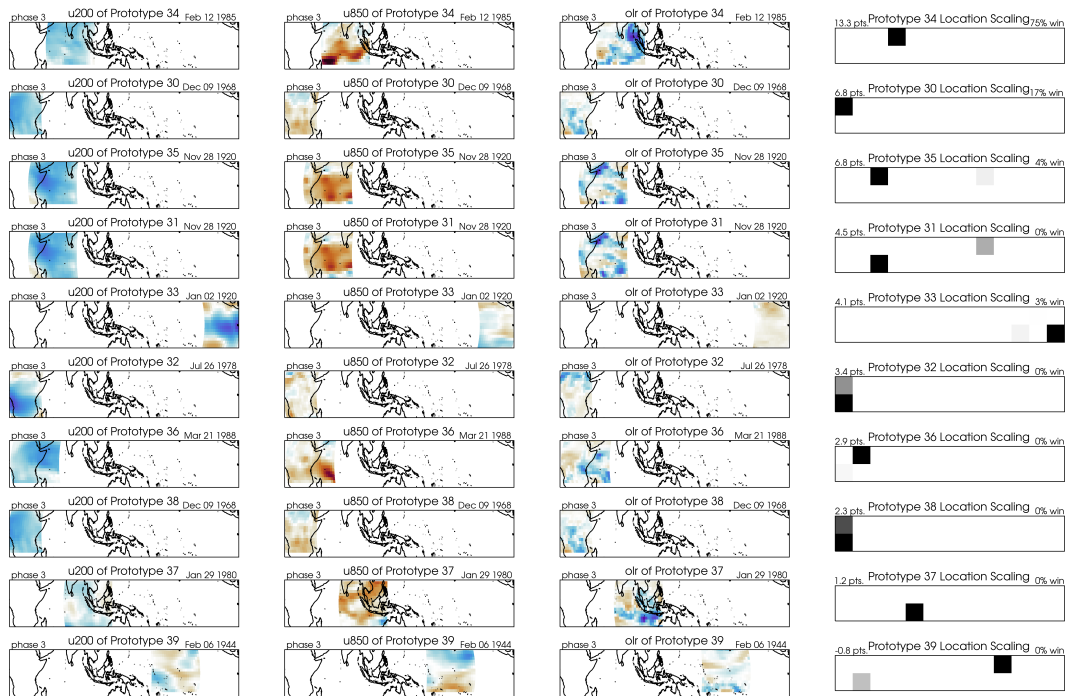 phase 3 u200 of Prototype 34 Feb 12 1985
phase 3 u850 of Prototype 34 Feb 12 1985
phase 3 olr of Prototype 34 Feb 12 1985
13.3 pts. Prototype 34 Location Scaling 75% win
phase 3 u200 of Prototype 30 Dec 09 1968
phase 3 u850 of Prototype 30 Dec 09 1968
phase 3 olr of Prototype 30 Dec 09 1968
6.8 pts. Prototype 30 Location Scaling 17% win
phase 3 u200 of Prototype 35 Nov 28 1920
phase 3 u850 of Prototype 35 Nov 28 1920
phase 3 olr of Prototype 35 Nov 28 1920
6.8 pts. Prototype 35 Location Scaling 4% win
phase 3 u200 of Prototype 31 Nov 28 1920
phase 3 u850 of Prototype 31 Nov 28 1920
phase 3 olr of Prototype 31 Nov 28 1920
4.5 pts. Prototype 31 Location Scaling 0% win
phase 3 u200 of Prototype 33 Jan 02 1920
phase 3 u850 of Prototype 33 Jan 02 1920
phase 3 olr of Prototype 33 Jan 02 1920
4.1 pts. Prototype 33 Location Scaling 3% win
phase 3 u200 of Prototype 32 Jul 26 1978
phase 3 u850 of Prototype 32 Jul 26 1978
phase 3 olr of Prototype 32 Jul 26 1978
3.4 pts. Prototype 32 Location Scaling 0% win
phase 3 u200 of Prototype 36 Mar 21 1988
phase 3 u850 of Prototype 36 Mar 21 1988
phase 3 olr of Prototype 36 Mar 21 1988
2.9 pts. Prototype 36 Location Scaling 0% win
phase 3 u200 of Prototype 38 Dec 09 1968
phase 3 u850 of Prototype 38 Dec 09 1968
phase 3 olr of Prototype 38 Dec 09 1968
2.3 pts. Prototype 38 Location Scaling 0% win
phase 3 u200 of Prototype 37 Jan 29 1980
phase 3 u850 of Prototype 37 Jan 29 1980
phase 3 olr of Prototype 37 Jan 29 1980
1.2 pts. Prototype 37 Location Scaling 0% win
phase 3 u200 of Prototype 39 Feb 06 1944
phase 3 u850 of Prototype 39 Feb 06 1944
phase 3 olr of Prototype 39 Feb 06 1944
-0.8 pts. Prototype 39 Location Scaling 0% win